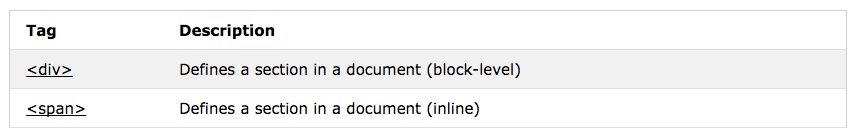 Tag Description
<div> Defines a section in a document (block-level)
<span> Defines a section in a document (inline)